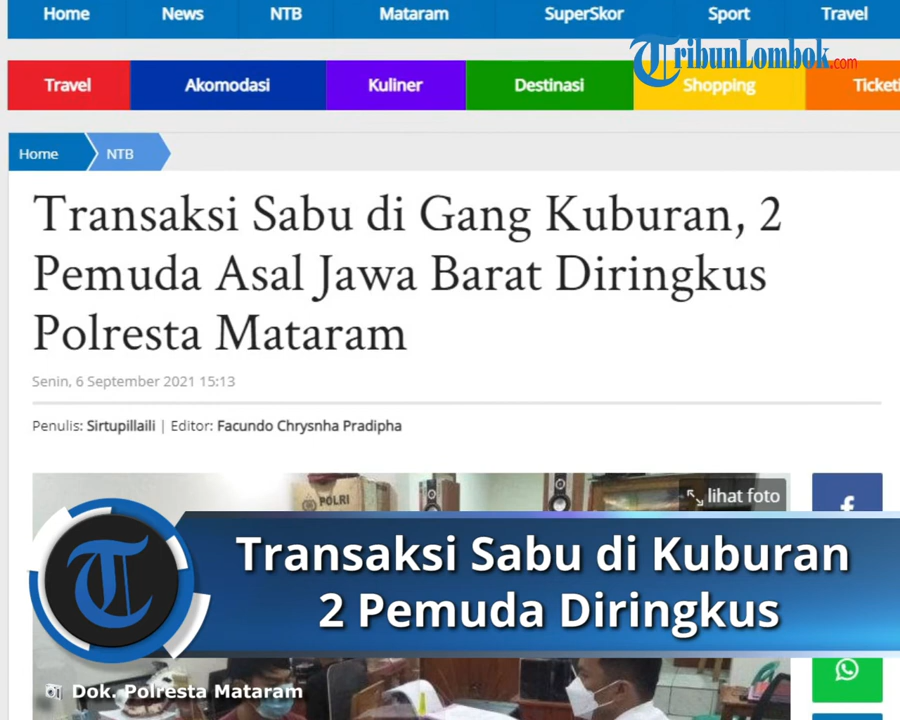 Home News NTB Mataram SuperSkor Sport Travel
TribunLombok.com
Travel Akomodasi Kuliner Destinasi Shopping Ticketi
Home NTB
Transaksi Sabu di Gang Kuburan, 2
Pemuda Asal Jawa Barat Diringkus
Polresta Mataram
Senin, 6 September 2021 15:13
Penulis: Sirtupillaili | Editor: Facundo Chrysnha Pradipha
POLRI
lihat foto
f
Transaksi Sabu di Kuburan
2 Pemuda Diringkus
T
Dok. Polresta Mataram